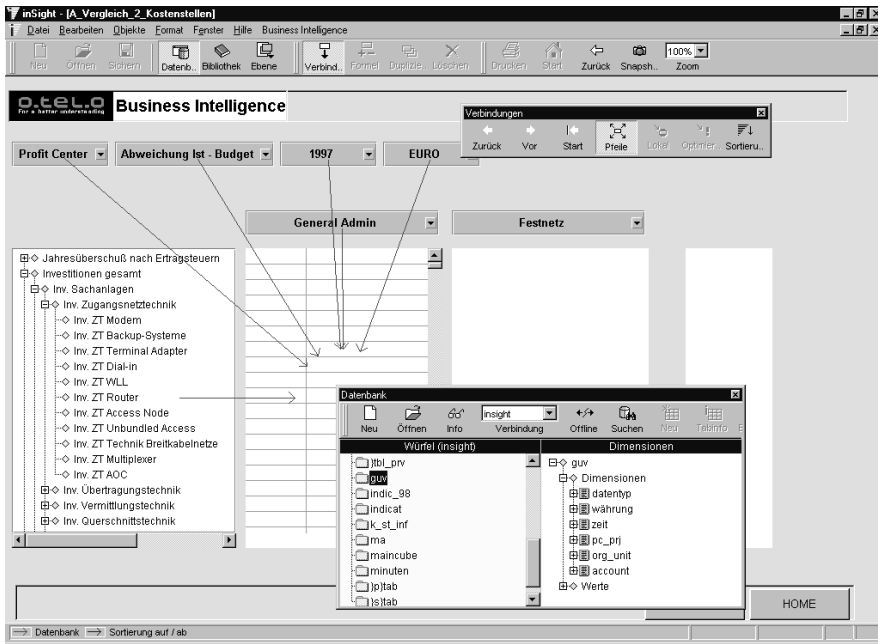 inSight - [A_Vergleich_2_Kostenstellen]
Datei Bearbeiten Objekte Format Fenster Hilfe Business Intelligence
Neu Öffnen Sichern Datenb.. Bibliothek Ebene Verbind.. Formel Duplizie.. Löschen Drucken Start Zurück Snapsh.. 100% Zoom
o.tel.o
For a better understanding
Business Intelligence
Verbindungen
Zurück Vor Start Pfeile Lokal Optimier.. Sortieru..
Profit Center Abweichung Ist - Budget 1997 EURO
General Admin Festnetz
Jahresüberschuß nach Ertragsteuern
Investitionen gesamt
Inv. Sachanlagen
Inv. Zugangsnetztechnik
Inv. ZT Modem
Inv. ZT Backup-Systeme
Inv. ZT Terminal Adapter
Inv. ZT Dial-in
Inv. ZT WLL
Inv. ZT Router
Inv. ZT Access Node
Inv. ZT Unbundled Access
Inv. ZT Technik Breitkabelnetze
Inv. ZT Multiplexer
Inv. ZT AOC
Inv. Übertragungstechnik
Inv. Vermittlungstechnik
Inv. Querschnittstechnik
Datenbank
Neu Öffnen Info insight Verbindung Offline Suchen Neu TabInfo E
Würfel (insight) Dimensionen
}tbl_prv
guv
indic_98
indicat
k_st_inf
ma
maincube
minuten
}p}tab
}s}tab
guv
Dimensionen
datentyp
währung
zeit
pc_prj
org_unit
account
Werte
HOME
Datenbank Sortierung auf / ab